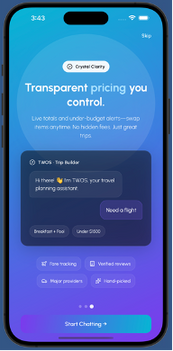 3:43
Skip
Crystal Clarity
Transparent pricing you
control.
Live totals and under-budget alerts—swap
items anytime. No hidden fees. Just great
trips.
TWOS · Trip Builder
Hi there! 👋 I'm TWOS, your travel
planning assistant.
Need a flight
Breakfast + Pool
Under $1000
Fare tracking
Verified reviews
Major providers
Hand-picked
Start Chatting →